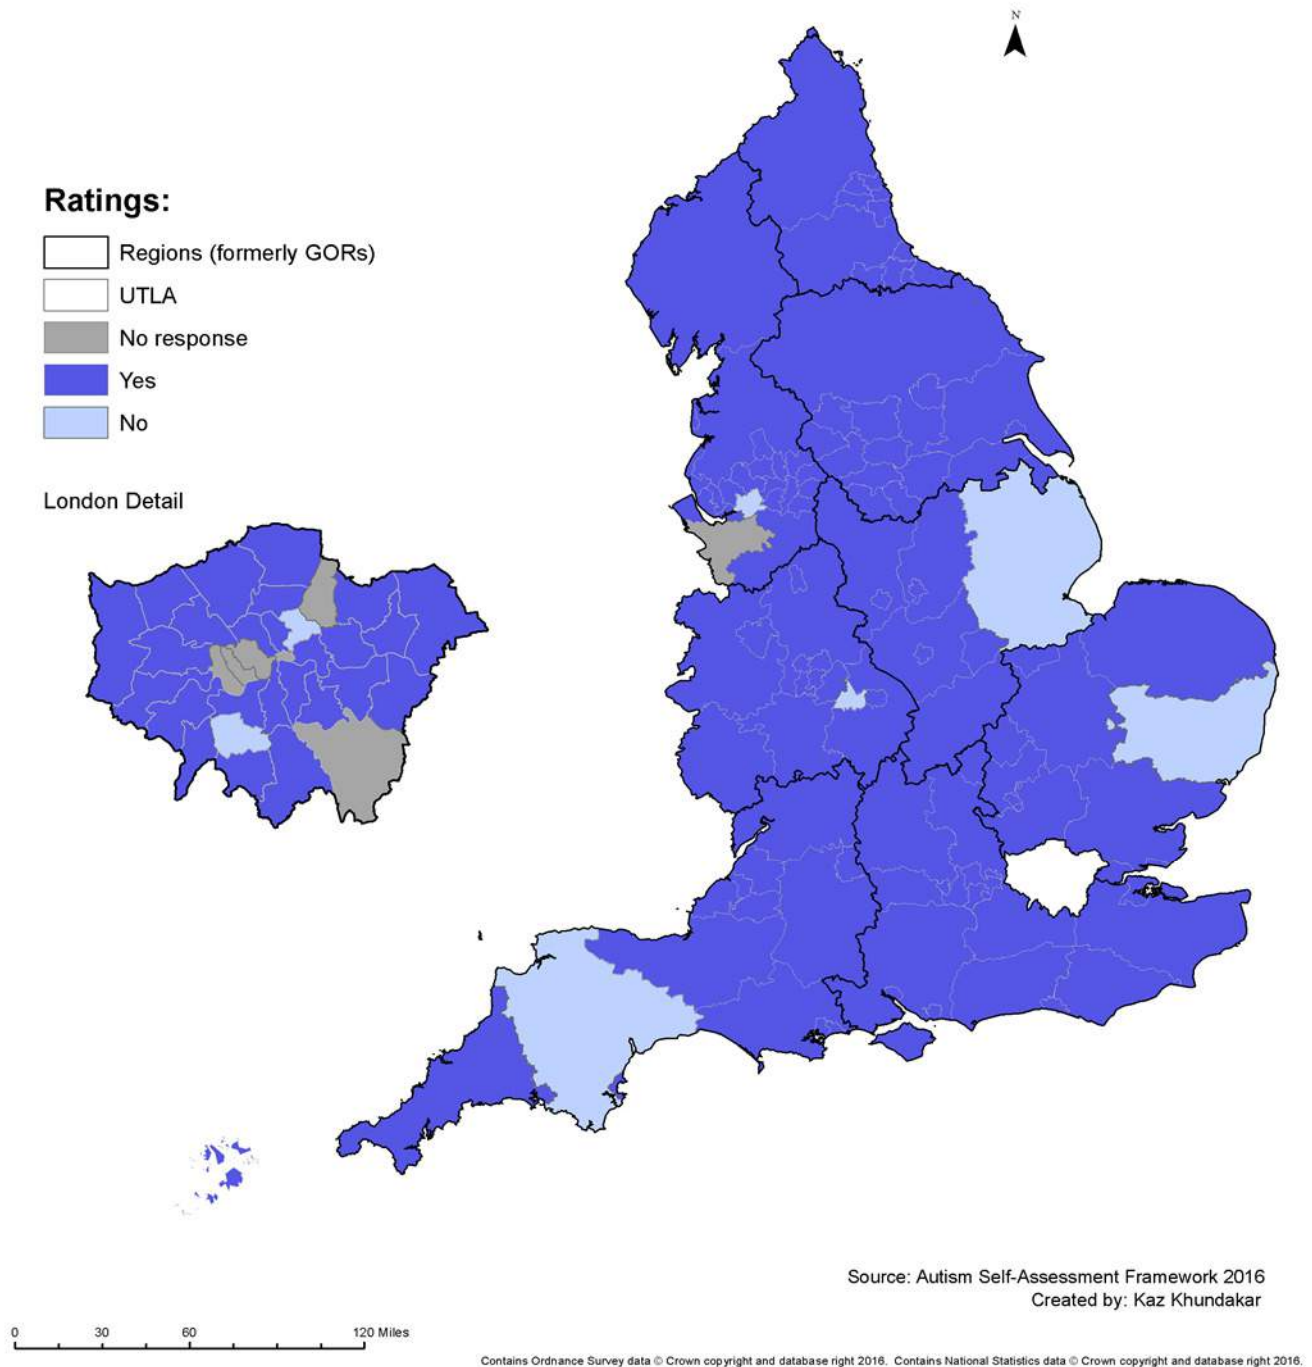 N
Ratings:
Regions (formerly GORs)
UTLA
No response
Yes
No
London Detail
Source: Autism Self-Assessment Framework 2016
Created by: Kaz Khundakar
0 30 60 120 Miles
Contains Ordnance Survey data © Crown copyright and database right 2016. Contains National Statistics data © Crown copyright and database right 2016.